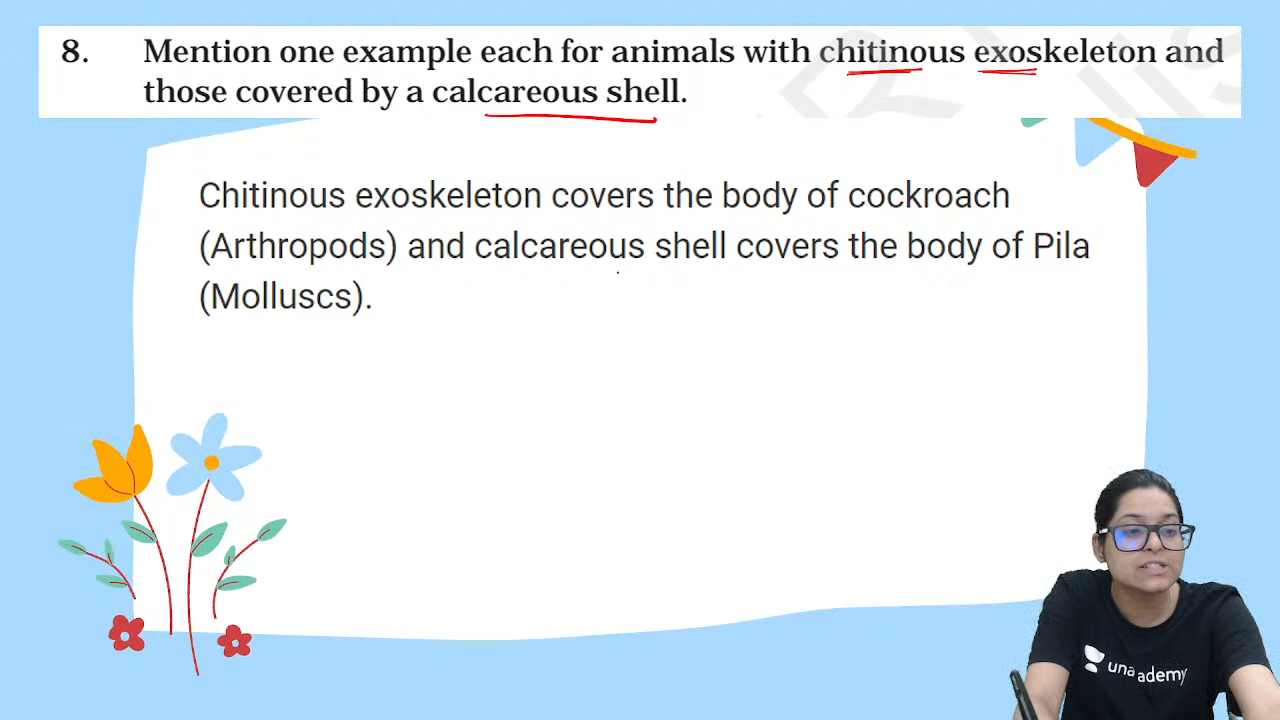 8. Mention one example each for animals with chitinous exoskeleton and
those covered by a calcareous shell.
Chitinous exoskeleton covers the body of cockroach
(Arthropods) and calcareous shell covers the body of Pila
(Molluscs).